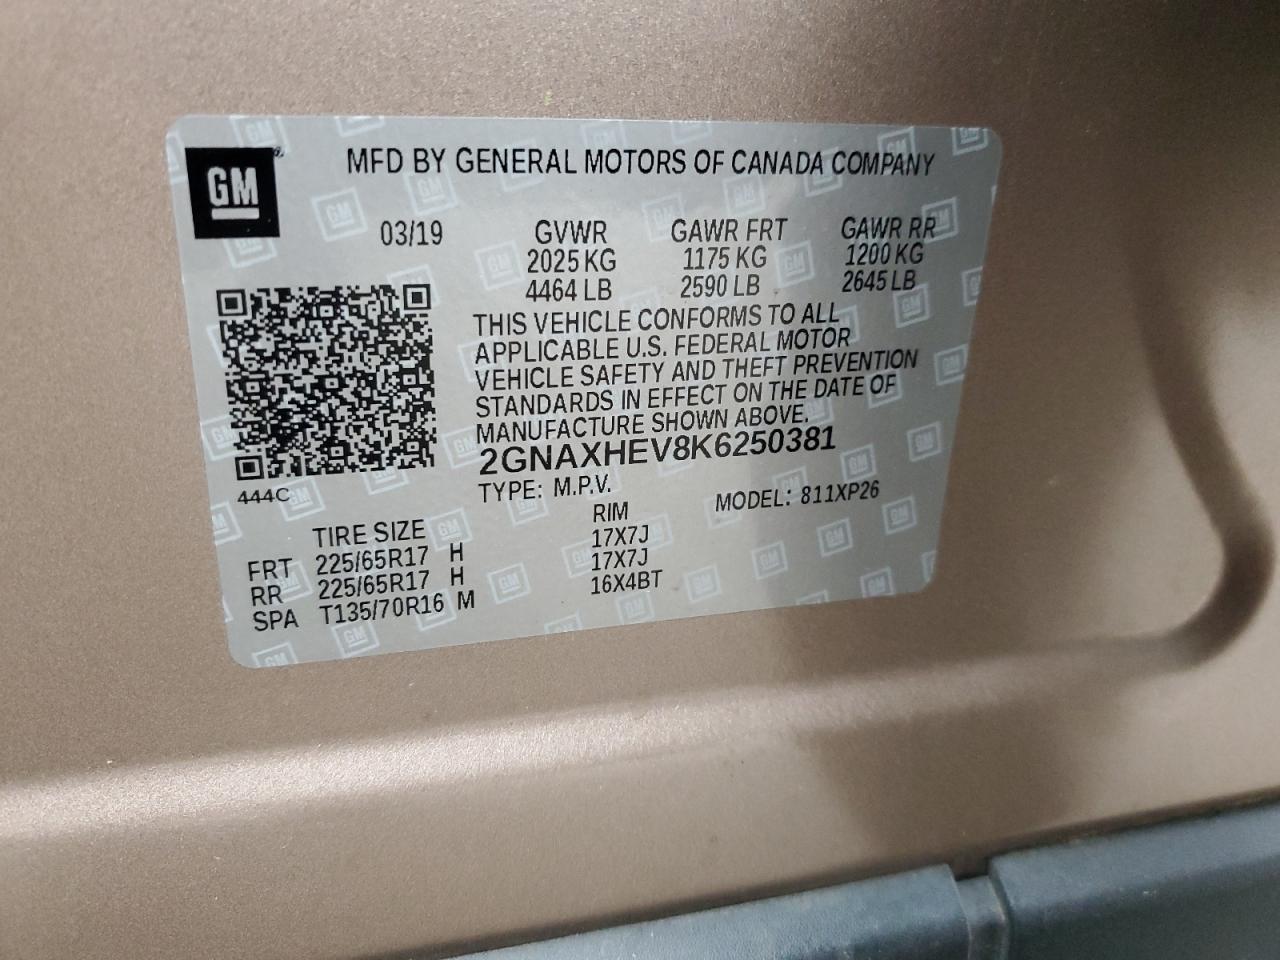 GM
MFD BY GENERAL MOTORS OF CANADA COMPANY
03/19 GVWR GAWR FRT GAWR RR
2025 KG 1175 KG 1200 KG
4464 LB 2590 LB 2645 LB
THIS VEHICLE CONFORMS TO ALL
APPLICABLE U.S. FEDERAL MOTOR
VEHICLE SAFETY AND THEFT PREVENTION
STANDARDS IN EFFECT ON THE DATE OF
MANUFACTURE SHOWN ABOVE.
2GNAXHEV8K6250381
444C
TYPE: M.P.V. MODEL: 811XP26
TIRE SIZE RIM
FRT 225/65R17 H 17X7J
RR 225/65R17 H 17X7J
SPA T135/70R16 M 16X4BT